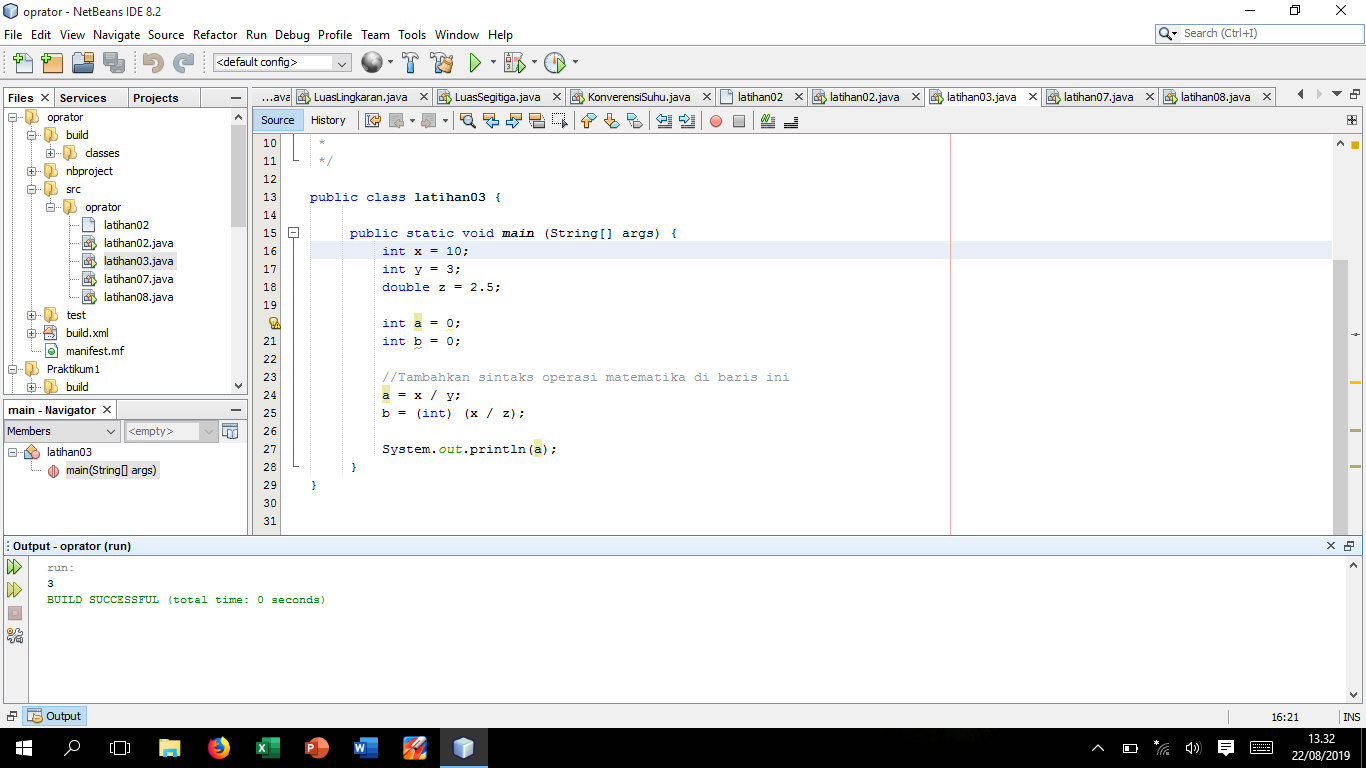 oprator - NetBeans IDE 8.2
File Edit View Navigate Source Refactor Run Debug Profile Team Tools Window Help
Search (Ctrl+I)
<default config>
Files Services Projects
oprator
build
classes
nbproject
src
oprator
latihan02
latihan02.java
latihan03.java
latihan07.java
latihan08.java
test
build.xml
manifest.mf
Praktikum1
build
main - Navigator
Members <empty>
latihan03
main(String[] args)
...ava LuasLingkaran.java LuasSegitiga.java KonverensiSuhu.java latihan02 latihan02.java latihan03.java latihan07.java latihan08.java
Source History
10 *
11 */
12
13 public class latihan03 {
14
15 public static void main (String[] args) {
16 int x = 10;
17 int y = 3;
18 double z = 2.5;
19
int a = 0;
21 int b = 0;
22
23 //Tambahkan sintaks operasi matematika di baris ini
24 a = x / y;
25 b = (int) (x / z);
26
27 System.out.println(a);
28 }
29 }
30
31
Output - oprator (run)
run:
3
BUILD SUCCESSFUL (total time: 0 seconds)
Output
16:21 INS
13.32
22/08/2019